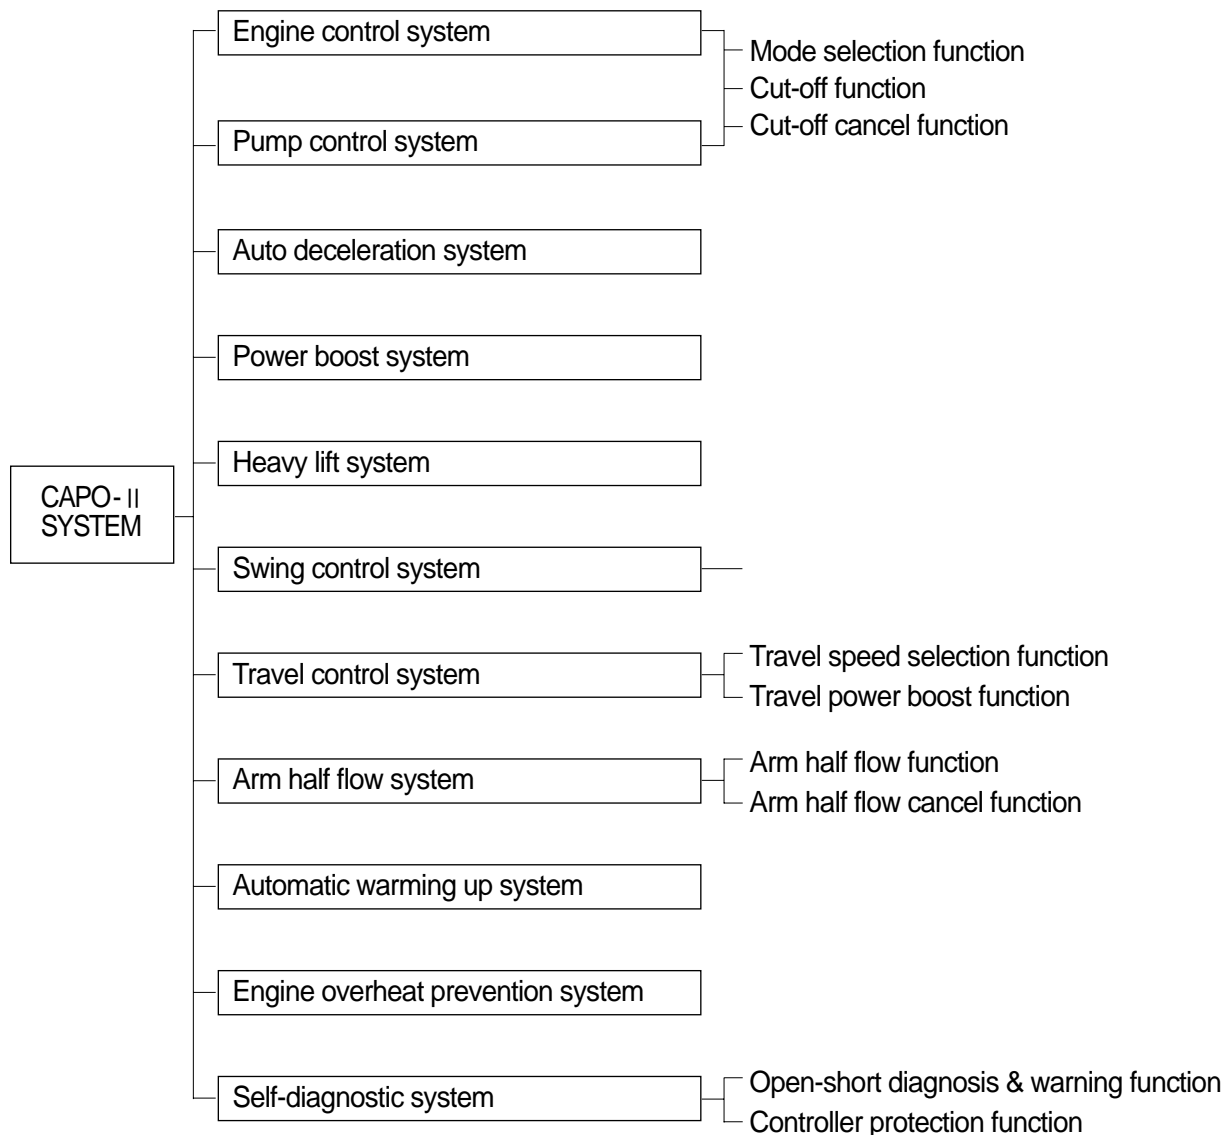 Engine control system
Mode selection function
Cut-off function
Cut-off cancel function
Pump control system
Auto deceleration system
Power boost system
Heavy lift system
CAPO-II
SYSTEM
Swing control system
Travel control system
Travel speed selection function
Travel power boost function
Arm half flow system
Arm half flow function
Arm half flow cancel function
Automatic warming up system
Engine overheat prevention system
Self-diagnostic system
Open-short diagnosis & warning function
Controller protection function